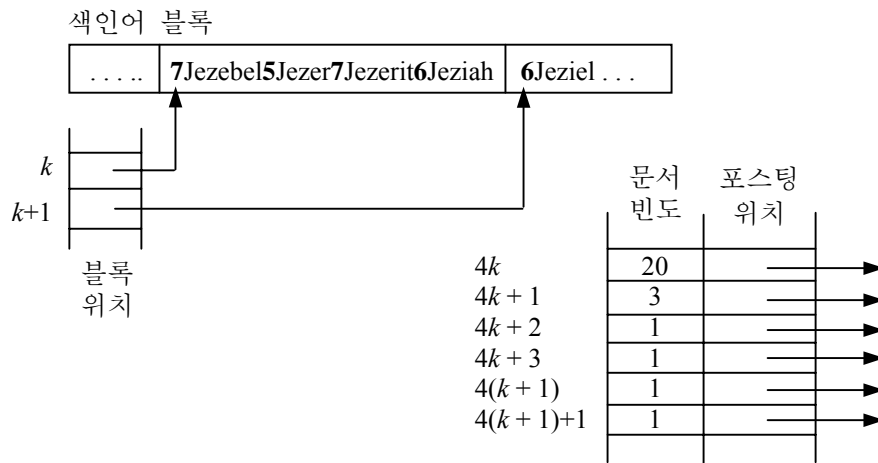 색인어 블록
. . . .. 7Jezebel5Jezer7Jezerit6Jeziah 6Jeziel . . .
k
k+1
블록
위치
문서 포스팅
빈도 위치
4k 20
4k + 1 3
4k + 2 1
4k + 3 1
4(k + 1) 1
4(k + 1)+1 1